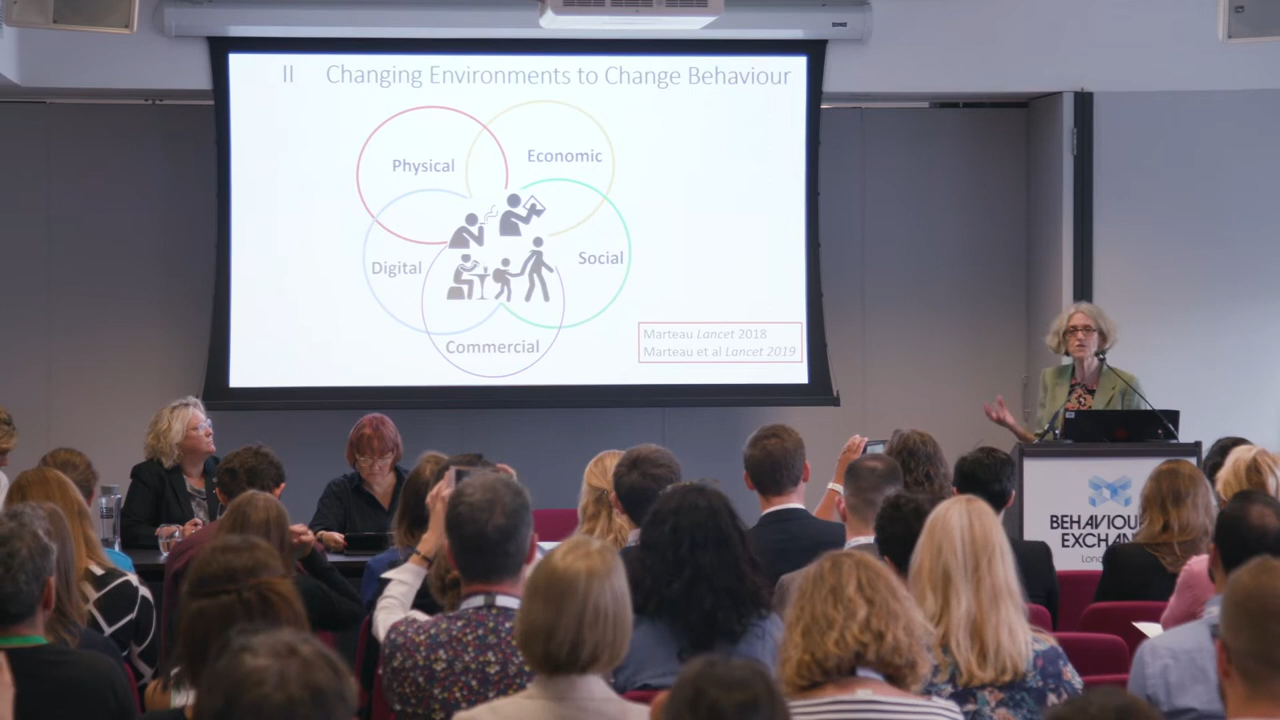 II Changing Environments to Change Behaviour
Physical
Economic
Digital
Social
Commercial
Marteau Lancet 2018
Marteau et al Lancet 2019
BEHAVIOU
EXCHAN
Lon